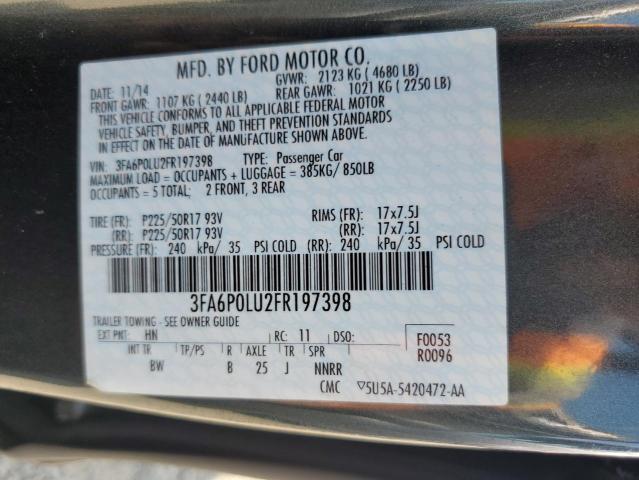 MFD. BY FORD MOTOR CO.
DATE: 11/14 GVWR: 2123 KG ( 4680 LB)
FRONT GAWR: 1107 KG ( 2440 LB) REAR GAWR: 1021 KG ( 2250 LB)
THIS VEHICLE CONFORMS TO ALL APPLICABLE FEDERAL MOTOR
VEHICLE SAFETY, BUMPER, AND THEFT PREVENTION STANDARDS
IN EFFECT ON THE DATE OF MANUFACTURE SHOWN ABOVE.
VIN: 3FA6P0LU2FR197398 TYPE: Passenger Car
MAXIMUM LOAD = OCCUPANTS + LUGGAGE = 385KG/ 850LB
OCCUPANTS = 5 TOTAL: 2 FRONT, 3 REAR
TIRE (FR): P225/50R17 93V RIMS (FR): 17x7.5J
(RR): P225/50R17 93V (RR): 17x7.5J
PRESSURE (FR): 240 kPa/ 35 PSI COLD (RR): 240 kPa/ 35 PSI COLD
3FA6P0LU2FR197398
TRAILER TOWING - SEE OWNER GUIDE
EXT PNT: HN RC: 11 DSO: F0053
R0096
INT TR TP/PS R AXLE TR SPR
BW B 25 J NNRR
CMC ▽5U5A-5420472-AA